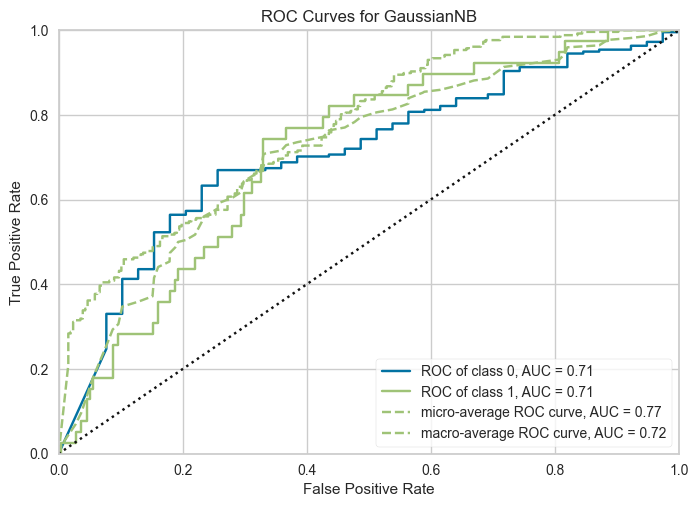 ROC Curves for GaussianNB
True Positive Rate
1.0
0.8
0.6
0.4
0.2
0.0
ROC of class 0, AUC = 0.71
ROC of class 1, AUC = 0.71
micro-average ROC curve, AUC = 0.77
macro-average ROC curve, AUC = 0.72
0.0 0.2 0.4 0.6 0.8 1.0
False Positive Rate